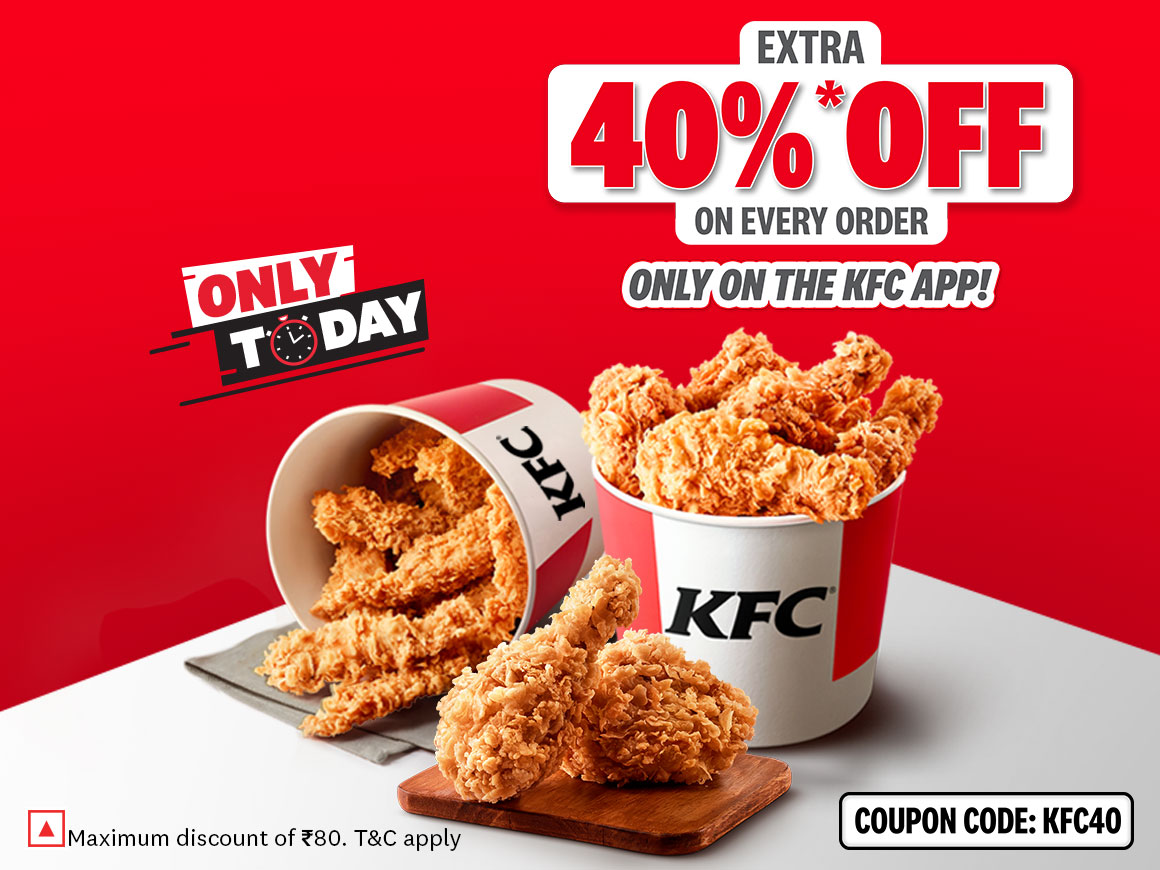 EXTRA
40%*OFF
ON EVERY ORDER
ONLY ON THE KFC APP!
ONLY
TODAY
KFC
KFC
Maximum discount of ₹80. T&C apply
COUPON CODE: KFC40